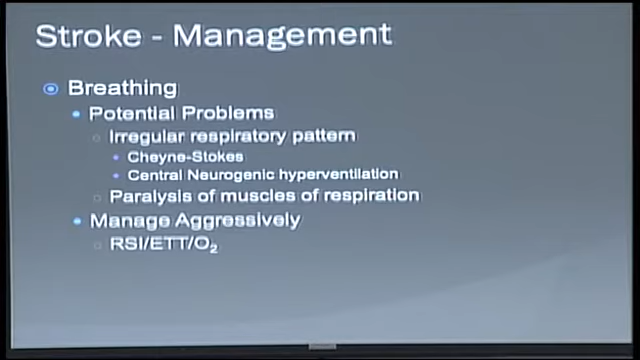 Stroke - Management
Breathing
Potential Problems
Irregular respiratory pattern
Cheyne-Stokes
Central Neurogenic hyperventilation
Paralysis of muscles of respiration
Manage Aggressively
RSI/ETT/O₂